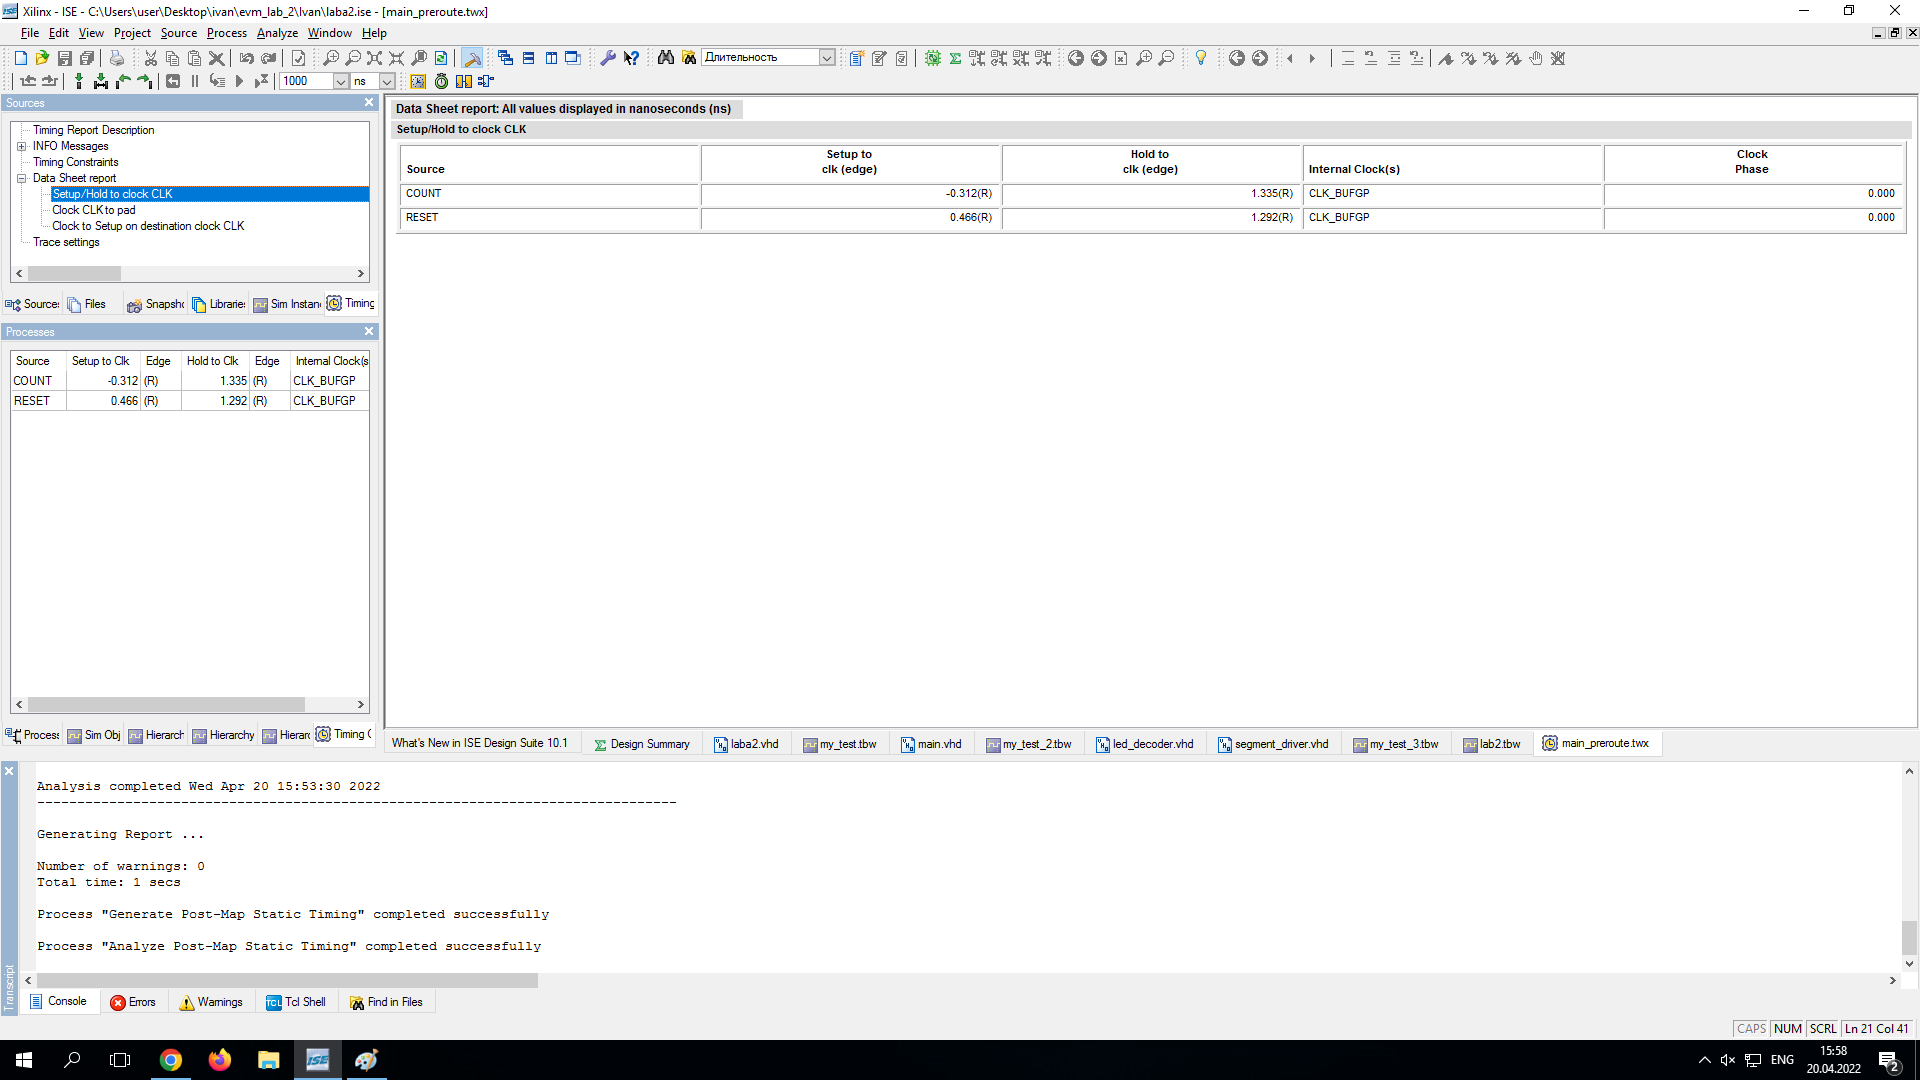 Xilinx - ISE - C:\Users\user\Desktop\ivan\evm_lab_2\Ivan\laba2.ise - [main_preroute.twx]
File Edit View Project Source Process Analyze Window Help
Длительность
1000 ns
Sources
Timing Report Description
INFO Messages
Timing Constraints
Data Sheet report
Setup/Hold to clock CLK
Clock CLK to pad
Clock to Setup on destination clock CLK
Trace settings
Source Files Snapsh Librarie Sim Instan Timing
Processes
Source Setup to Clk Edge Hold to Clk Edge Internal Clock(s
COUNT -0.312 (R) 1.335 (R) CLK_BUFGP
RESET 0.466 (R) 1.292 (R) CLK_BUFGP
Process Sim Obj Hierarch Hierarchy Hierar Timing C
Data Sheet report: All values displayed in nanoseconds (ns)
Setup/Hold to clock CLK
Source Setup to clk (edge) Hold to clk (edge) Internal Clock(s) Clock Phase
COUNT -0.312(R) 1.335(R) CLK_BUFGP 0.000
RESET 0.466(R) 1.292(R) CLK_BUFGP 0.000
What's New in ISE Design Suite 10.1 Design Summary laba2.vhd my_test.tbw main.vhd my_test_2.tbw led_decoder.vhd segment_driver.vhd my_test_3.tbw lab2.tbw main_preroute.twx
Analysis completed Wed Apr 20 15:53:30 2022
--------------------------------------------------------------------------------
Generating Report ...
Number of warnings: 0
Total time: 1 secs
Process "Generate Post-Map Static Timing" completed successfully
Process "Analyze Post-Map Static Timing" completed successfully
Transcript
Console Errors Warnings Tcl Shell Find in Files
CAPS NUM SCRL Ln 21 Col 41
ISE
ENG
15:58
20.04.2022
2